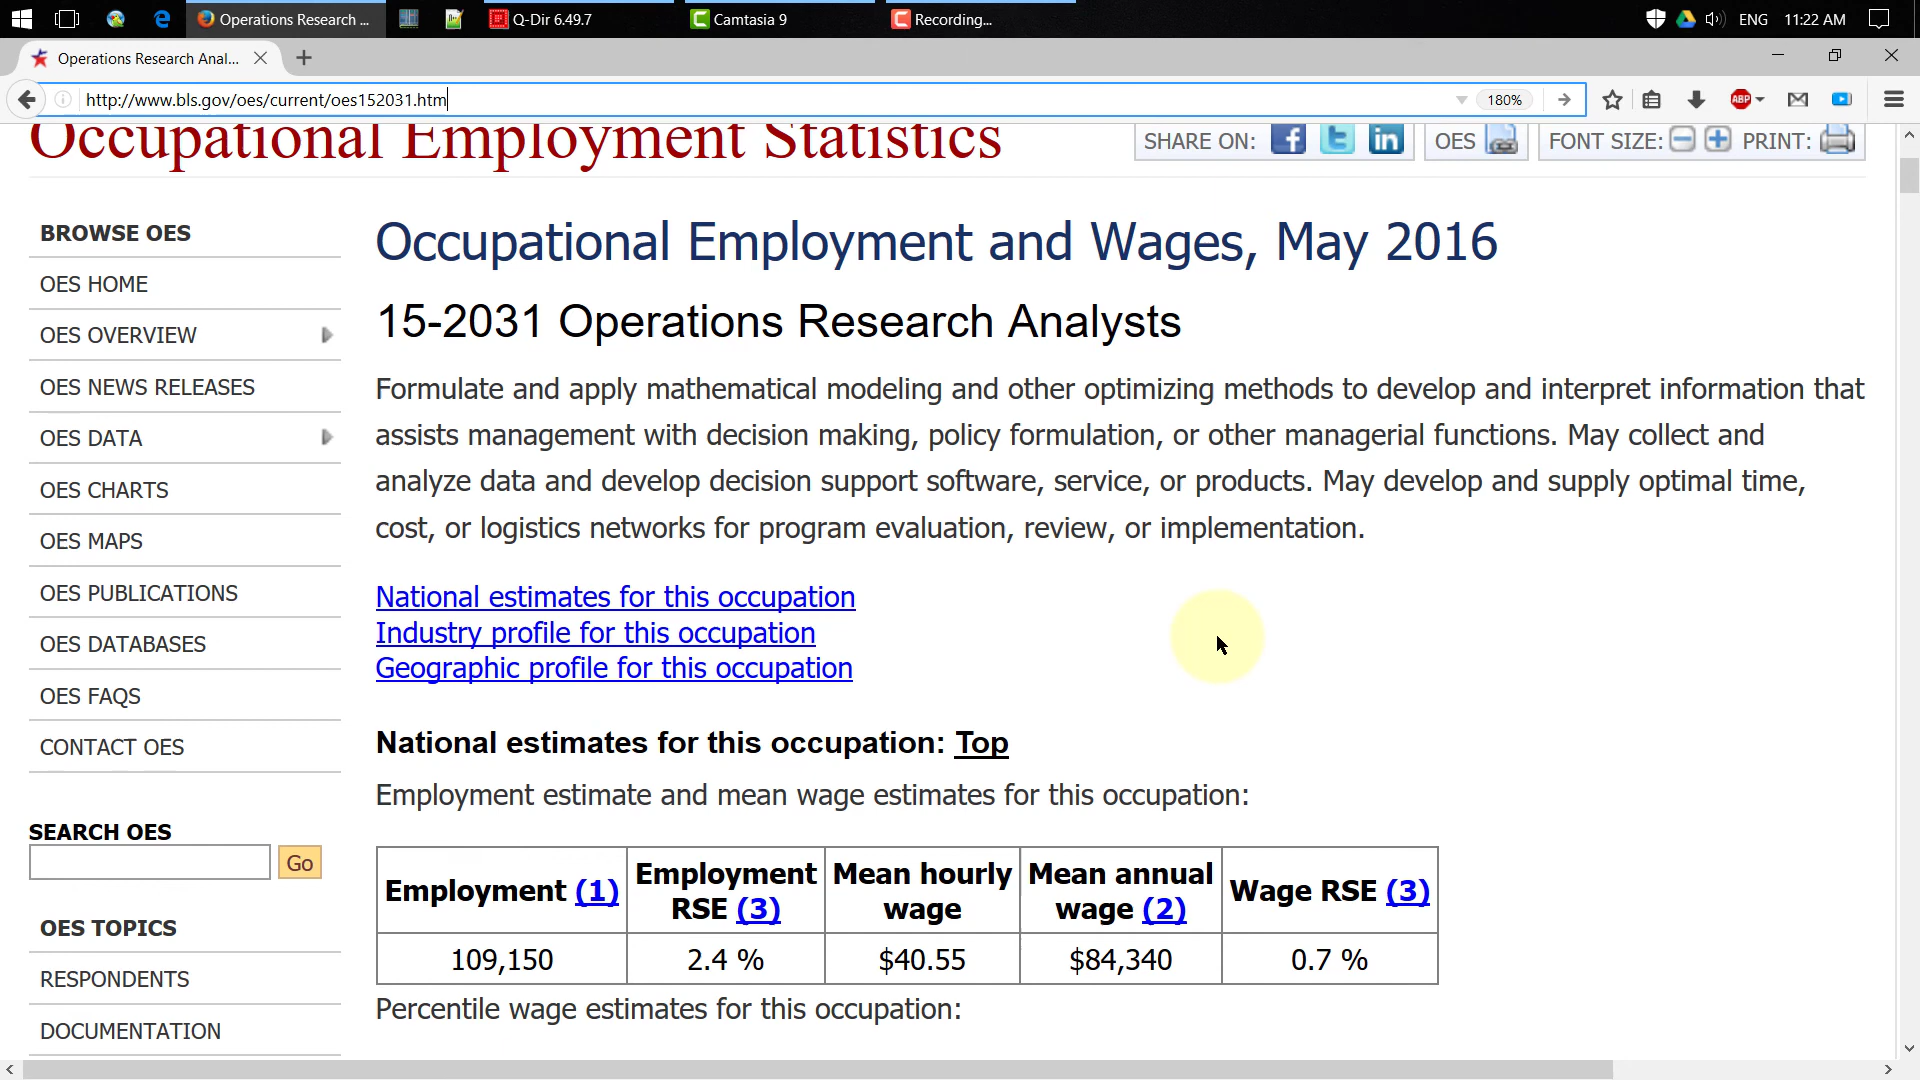 Operations Research ...
Q-Dir 6.49.7
Camtasia 9
Recording...
ENG
11:22 AM
Operations Research Anal...
http://www.bls.gov/oes/current/oes152031.htm
180%
ABP
Occupational Employment Statistics
SHARE ON:
OES
FONT SIZE:
PRINT:
BROWSE OES
OES HOME
OES OVERVIEW
OES NEWS RELEASES
OES DATA
OES CHARTS
OES MAPS
OES PUBLICATIONS
OES DATABASES
OES FAQS
CONTACT OES
SEARCH OES
Go
OES TOPICS
RESPONDENTS
DOCUMENTATION
Occupational Employment and Wages, May 2016
15-2031 Operations Research Analysts
Formulate and apply mathematical modeling and other optimizing methods to develop and interpret information that
assists management with decision making, policy formulation, or other managerial functions. May collect and
analyze data and develop decision support software, service, or products. May develop and supply optimal time,
cost, or logistics networks for program evaluation, review, or implementation.
National estimates for this occupation
Industry profile for this occupation
Geographic profile for this occupation
National estimates for this occupation: Top
Employment estimate and mean wage estimates for this occupation:
Employment (1)
Employment
RSE (3)
Mean hourly
wage
Mean annual
wage (2)
Wage RSE (3)
109,150
2.4 %
$40.55
$84,340
0.7 %
Percentile wage estimates for this occupation: